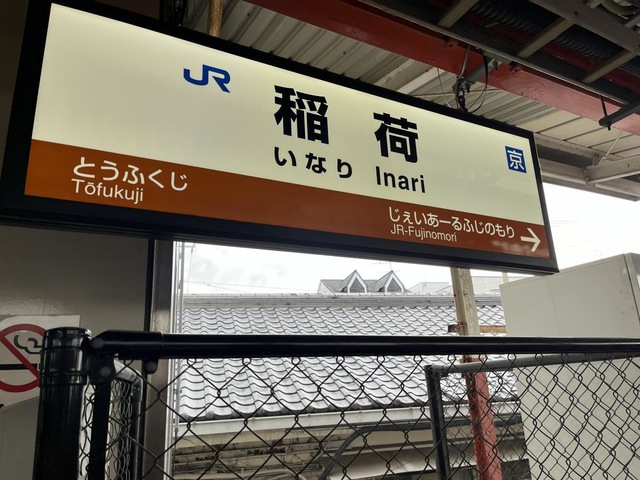 JR 稲荷 京
いなり Inari
とうふくじ
Tōfukuji
じぇいあーるふじのもり
JR-Fujinomori